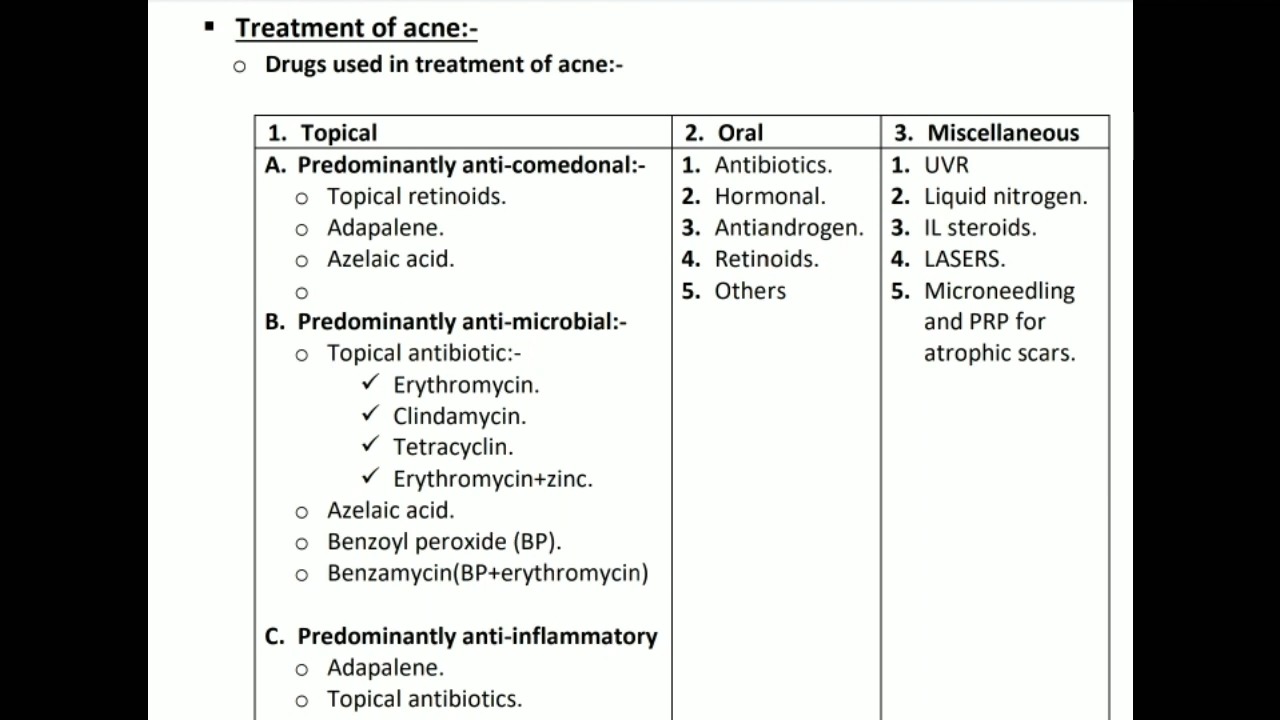 ▪ Treatment of acne:-
o Drugs used in treatment of acne:-
1. Topical
A. Predominantly anti-comedonal:-
o Topical retinoids.
o Adapalene.
o Azelaic acid.
o
B. Predominantly anti-microbial:-
o Topical antibiotic:-
✓ Erythromycin.
✓ Clindamycin.
✓ Tetracyclin.
✓ Erythromycin+zinc.
o Azelaic acid.
o Benzoyl peroxide (BP).
o Benzamycin(BP+erythromycin)
C. Predominantly anti-inflammatory
o Adapalene.
o Topical antibiotics.
2. Oral
1. Antibiotics.
2. Hormonal.
3. Antiandrogen.
4. Retinoids.
5. Others
3. Miscellaneous
1. UVR
2. Liquid nitrogen.
3. IL steroids.
4. LASERS.
5. Microneedling
and PRP for
atrophic scars.